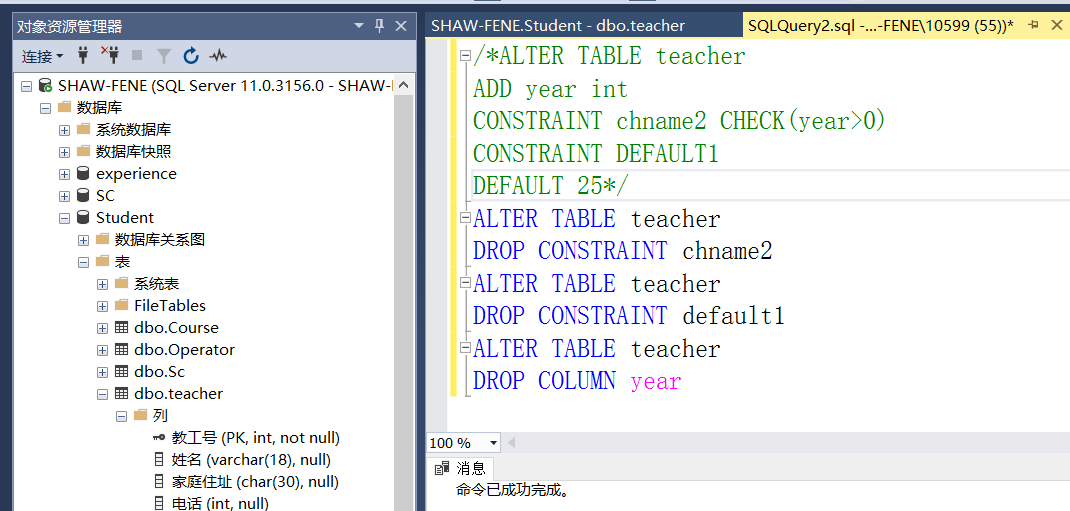 对象资源管理器
连接
SHAW-FENE (SQL Server 11.0.3156.0 - SHAW-
数据库
系统数据库
数据库快照
experience
SC
Student
数据库关系图
表
系统表
FileTables
dbo.Course
dbo.Operator
dbo.Sc
dbo.teacher
列
教工号 (PK, int, not null)
姓名 (varchar(18), null)
家庭住址 (char(30), null)
电话 (int, null)
SHAW-FENE.Student - dbo.teacher
SQLQuery2.sql -...-FENE\10599 (55))*
/*ALTER TABLE teacher
ADD year int
CONSTRAINT chname2 CHECK(year>0)
CONSTRAINT DEFAULT1
DEFAULT 25*/
ALTER TABLE teacher
DROP CONSTRAINT chname2
ALTER TABLE teacher
DROP CONSTRAINT default1
ALTER TABLE teacher
DROP COLUMN year
100 %
消息
命令已成功完成。